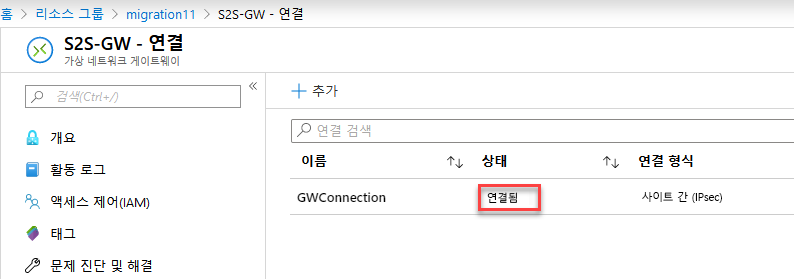 홈 > 리소스 그룹 > migration11 > S2S-GW - 연결
S2S-GW - 연결
가상 네트워크 게이트웨이
검색(Ctrl+/)
개요
활동 로그
액세스 제어(IAM)
태그
문제 진단 및 해결
추가
연결 검색
이름 상태 연결 형식
GWConnection 연결됨 사이트 간 (IPsec)